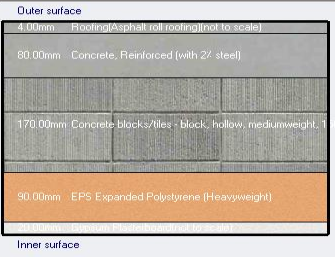 Outer surface
4.00mm Roofing(Asphalt roll roofing)(not to scale)
80.00mm Concrete, Reinforced (with 2% steel)
170.00mm Concrete blocks/tiles - block, hollow, mediumweight, 1
90.00mm EPS Expanded Polystyrene (Heavyweight)
20.00mm Gypsum Plasterboard(not to scale)
Inner surface